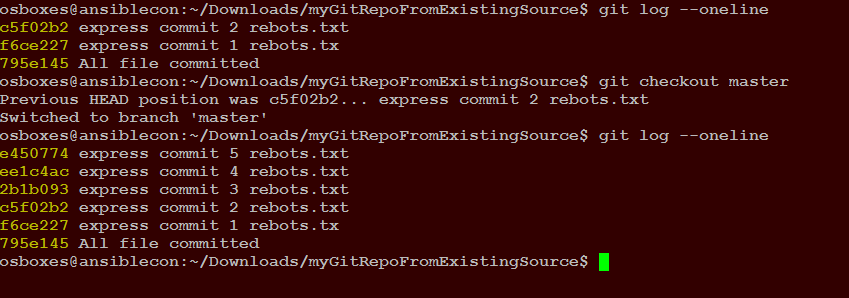 osboxes@ansiblecon:~/Downloads/myGitRepoFromExistingSource$ git log --oneline
c5f02b2 express commit 2 rebots.txt
f6ce227 express commit 1 rebots.tx
795e145 All file committed
osboxes@ansiblecon:~/Downloads/myGitRepoFromExistingSource$ git checkout master
Previous HEAD position was c5f02b2... express commit 2 rebots.txt
Switched to branch 'master'
osboxes@ansiblecon:~/Downloads/myGitRepoFromExistingSource$ git log --oneline
e450774 express commit 5 rebots.txt
ee1c4ac express commit 4 rebots.txt
2b1b093 express commit 3 rebots.txt
c5f02b2 express commit 2 rebots.txt
f6ce227 express commit 1 rebots.tx
795e145 All file committed
osboxes@ansiblecon:~/Downloads/myGitRepoFromExistingSource$